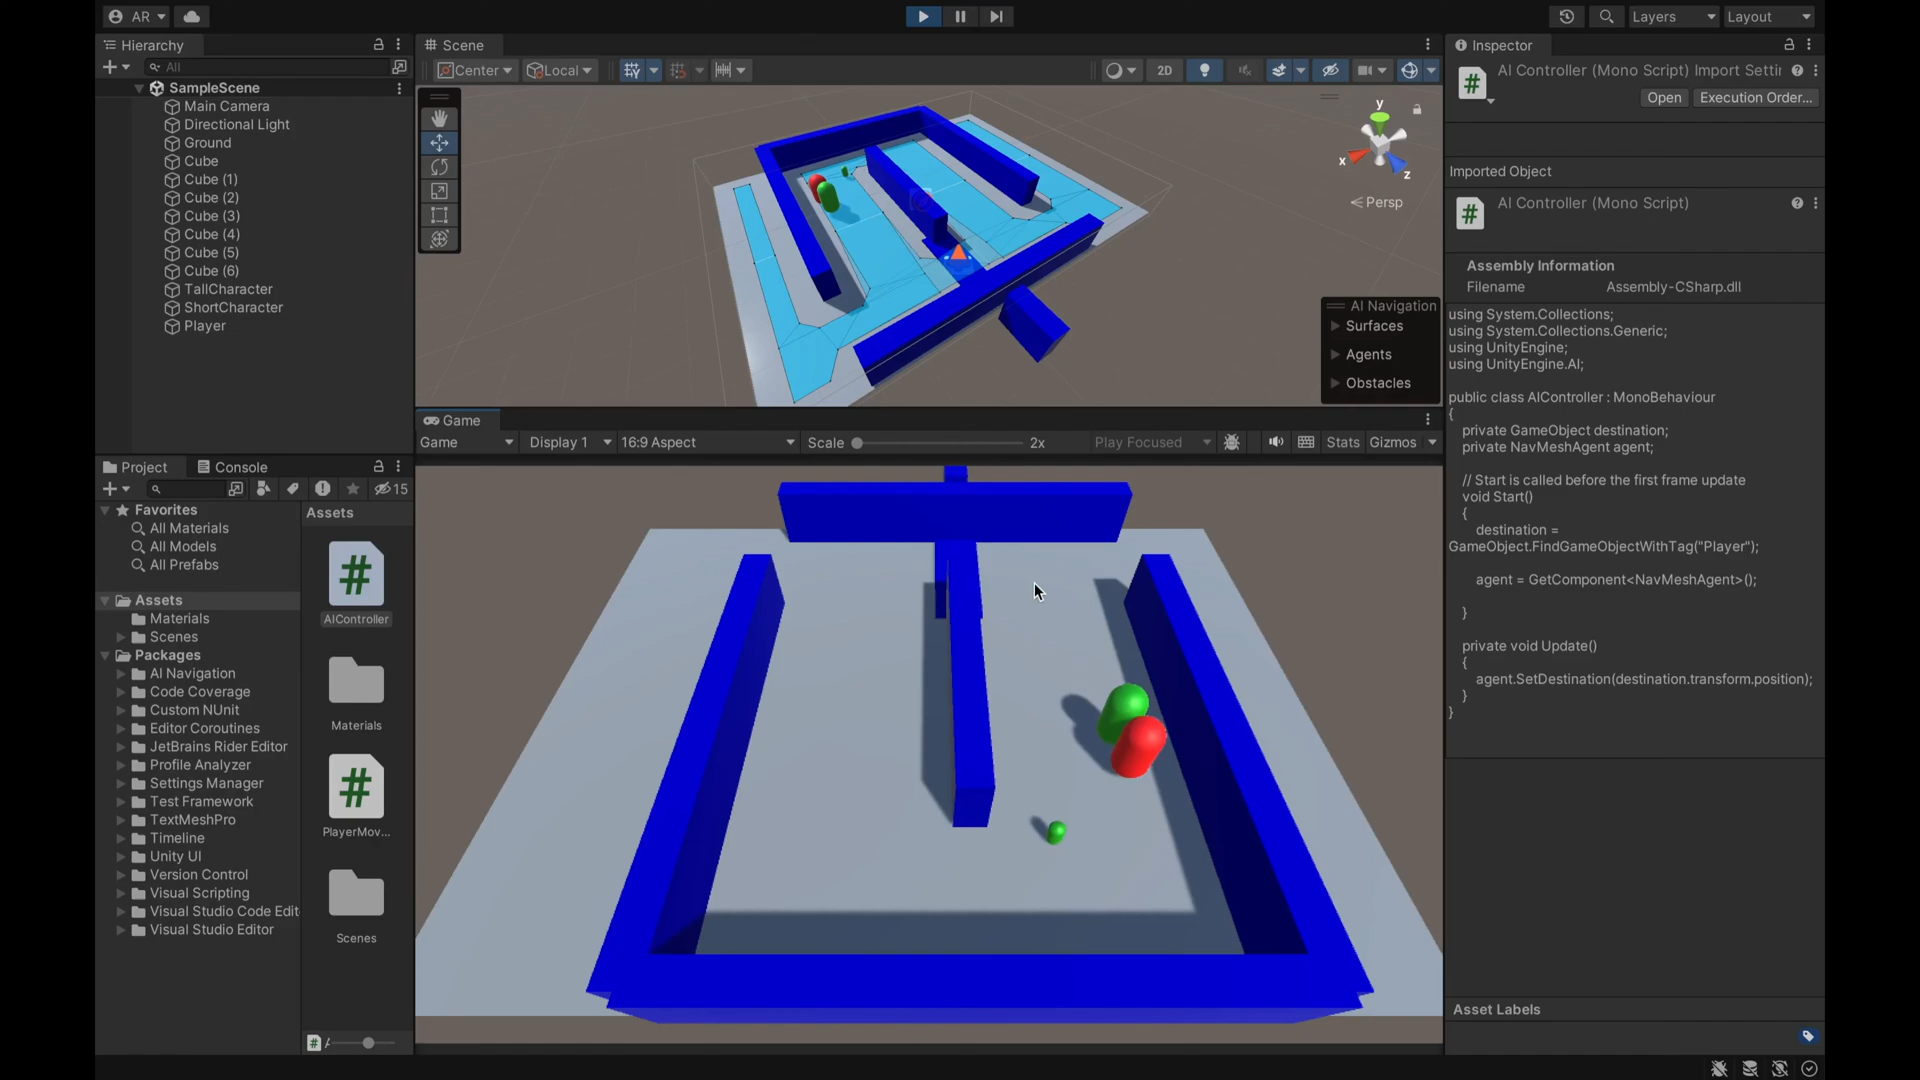 AR
Layers
Layout
Hierarchy
All
SampleScene
Main Camera
Directional Light
Ground
Cube
Cube (1)
Cube (2)
Cube (3)
Cube (4)
Cube (5)
Cube (6)
TallCharacter
ShortCharacter
Player
Scene
Center
Local
2D
y
x
z
Persp
AI Navigation
Surfaces
Agents
Obstacles
Game
Game
Display 1
16:9 Aspect
Scale
2x
Play Focused
Stats
Gizmos
Project
Console
15
Favorites
All Materials
All Models
All Prefabs
Assets
Materials
Scenes
Packages
AI Navigation
Code Coverage
Custom NUnit
Editor Coroutines
JetBrains Rider Editor
Profile Analyzer
Settings Manager
Test Framework
TextMeshPro
Timeline
Unity UI
Version Control
Visual Scripting
Visual Studio Code Edit
Visual Studio Editor
Assets
AIController
Materials
PlayerMov...
Scenes
Inspector
AI Controller (Mono Script) Import Settin
Open
Execution Order...
Imported Object
AI Controller (Mono Script)
Assembly Information
Filename Assembly-CSharp.dll
using System.Collections;
using System.Collections.Generic;
using UnityEngine;
using UnityEngine.AI;
public class AIController : MonoBehaviour
{
private GameObject destination;
private NavMeshAgent agent;
// Start is called before the first frame update
void Start()
{
destination =
GameObject.FindGameObjectWithTag("Player");
agent = GetComponent<NavMeshAgent>();
}
private void Update()
{
agent.SetDestination(destination.transform.position);
}
}
Asset Labels